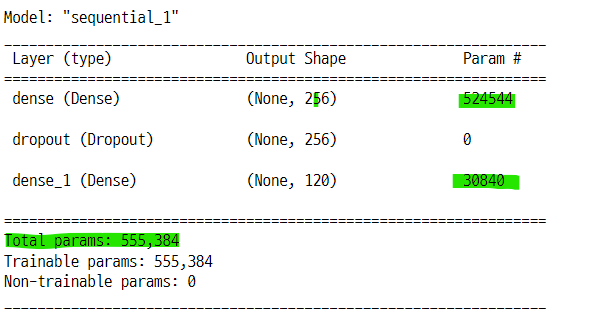 Model: "sequential_1"
Layer (type) Output Shape Param #
dense (Dense) (None, 256) 524544
dropout (Dropout) (None, 256) 0
dense_1 (Dense) (None, 120) 30840
Total params: 555,384
Trainable params: 555,384
Non-trainable params: 0